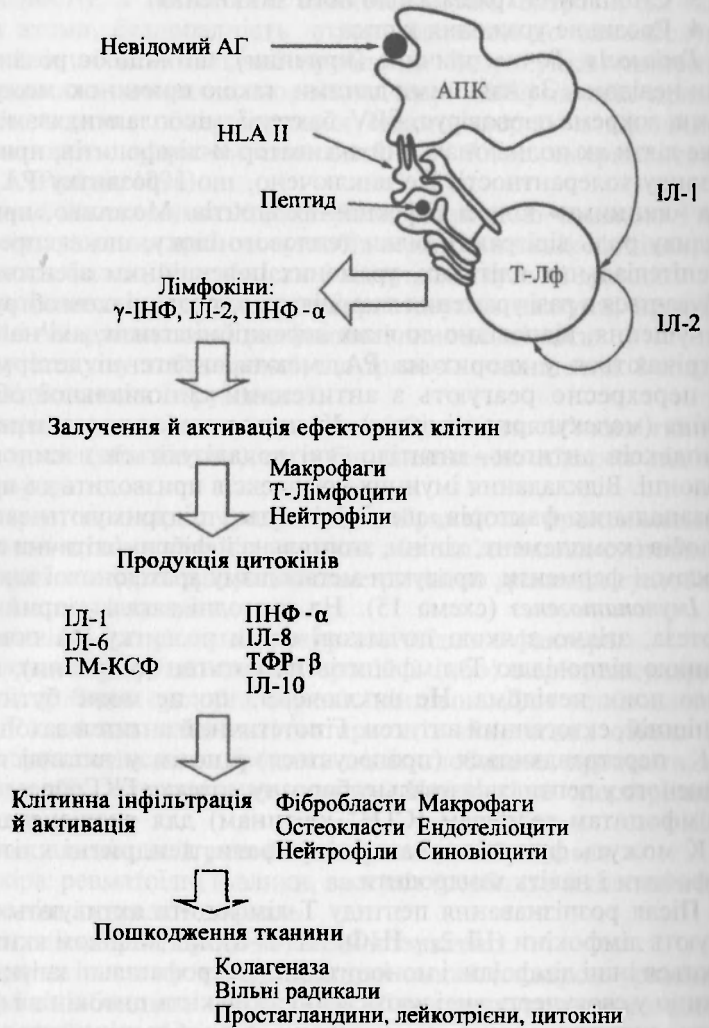 Невідомий АГ
АПК
HLA II
Пептид
ІЛ-1
Т-Лф
ІЛ-2
Лімфокіни:
γ-ІНФ, ІЛ-2, ПНФ-α
Залучення й активація ефекторних клітин
Макрофаги
Т-Лімфоцити
Нейтрофіли
Продукція цитокінів
ІЛ-1 ПНФ-α
ІЛ-6 ІЛ-8
ГМ-КСФ ТФР-β
ІЛ-10
Клітинна інфільтрація Фібробласти Макрофаги
й активація Остеокласти Ендотеліоцити
Нейтрофіли Синовіоцити
Пошкодження тканини
Колагеназа
Вільні радикали
Простагландини, лейкотрієни, цитокіни